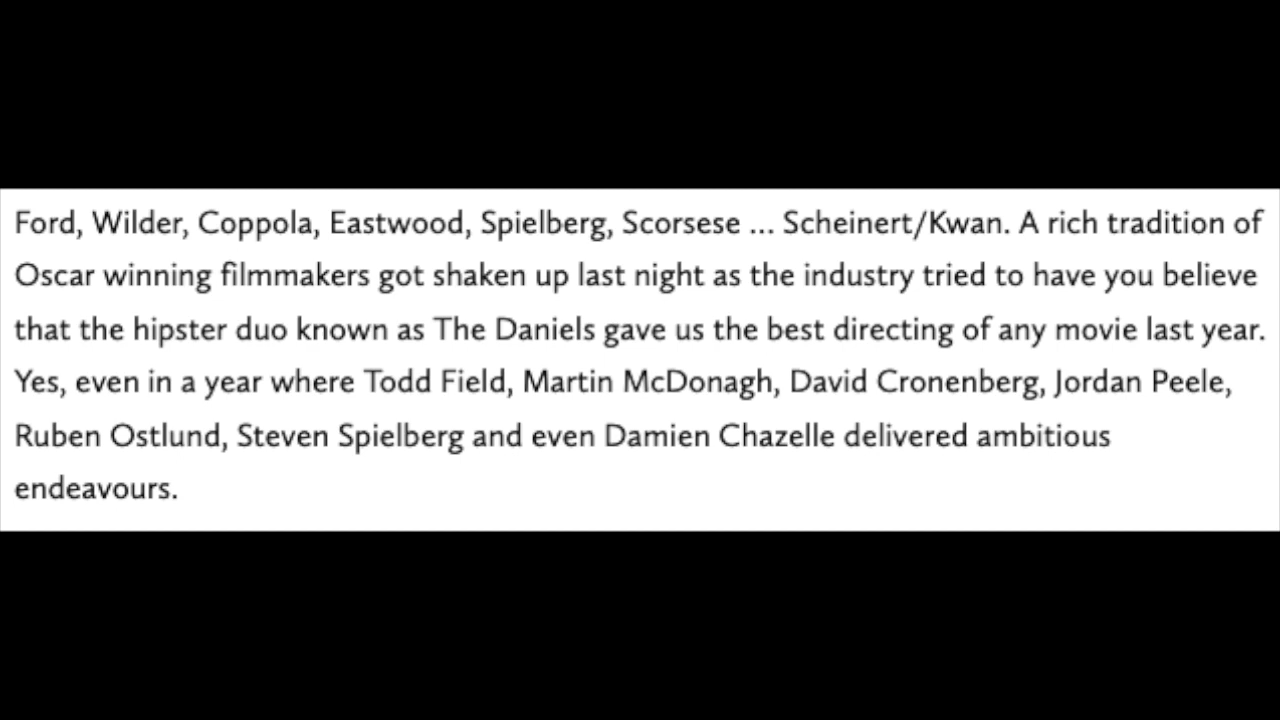 Ford, Wilder, Coppola, Eastwood, Spielberg, Scorsese ... Scheinert/Kwan. A rich tradition of
Oscar winning filmmakers got shaken up last night as the industry tried to have you believe
that the hipster duo known as The Daniels gave us the best directing of any movie last year.
Yes, even in a year where Todd Field, Martin McDonagh, David Cronenberg, Jordan Peele,
Ruben Ostlund, Steven Spielberg and even Damien Chazelle delivered ambitious
endeavours.